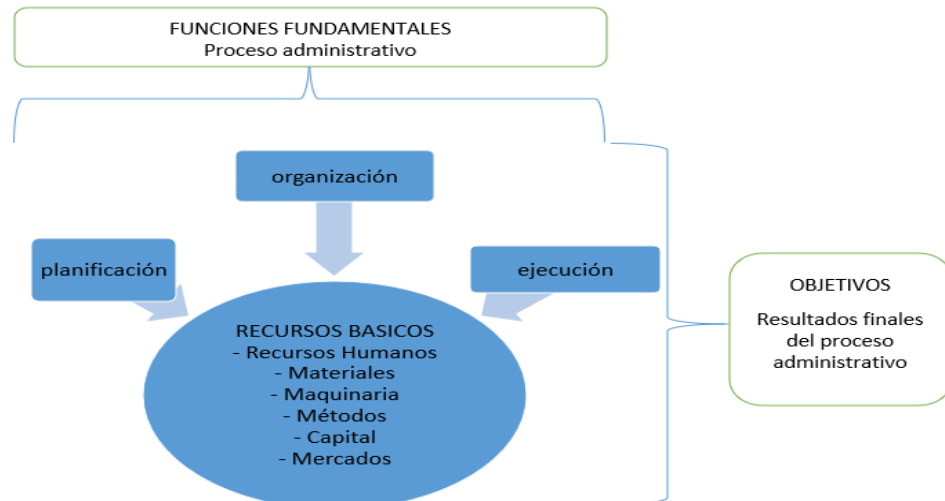 FUNCIONES FUNDAMENTALES
Proceso administrativo
organización
planificación
ejecución
RECURSOS BASICOS
- Recursos Humanos
- Materiales
- Maquinaria
- Métodos
- Capital
- Mercados
OBJETIVOS
Resultados finales
del proceso
administrativo